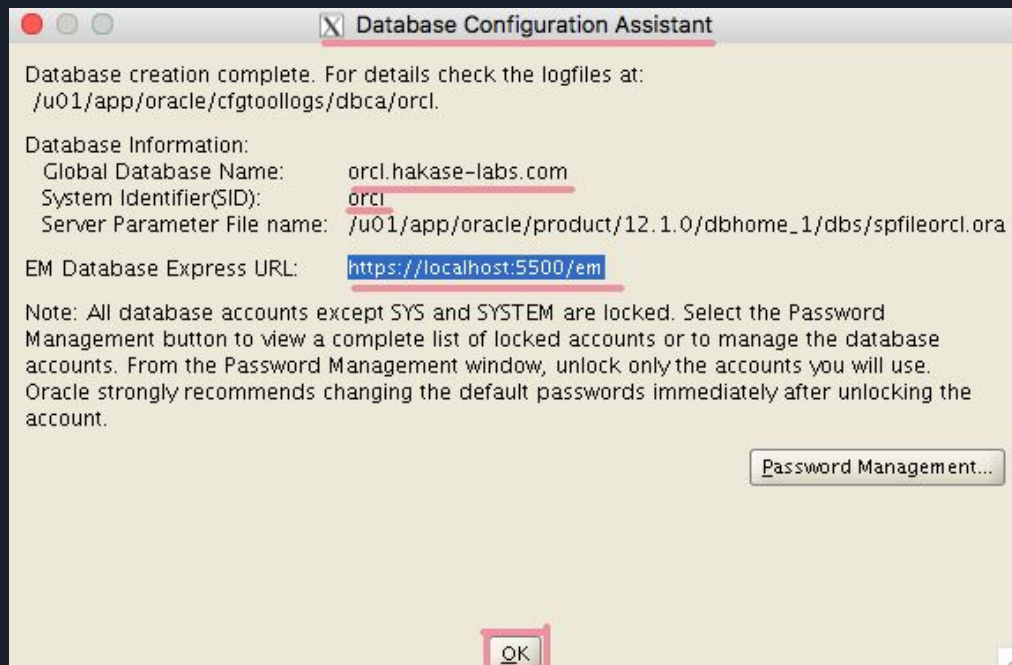 Database Configuration Assistant
Database creation complete. For details check the logfiles at:
/u01/app/oracle/cfgtoollogs/dbca/orcl.
Database Information:
Global Database Name: orcl.hakase-labs.com
System Identifier(SID): orcl
Server Parameter File name: /u01/app/oracle/product/12.1.0/dbhome_1/dbs/spfileorcl.ora
EM Database Express URL: https://localhost:5500/em
Note: All database accounts except SYS and SYSTEM are locked. Select the Password
Management button to view a complete list of locked accounts or to manage the database
accounts. From the Password Management window, unlock only the accounts you will use.
Oracle strongly recommends changing the default passwords immediately after unlocking the
account.
Password Management...
OK